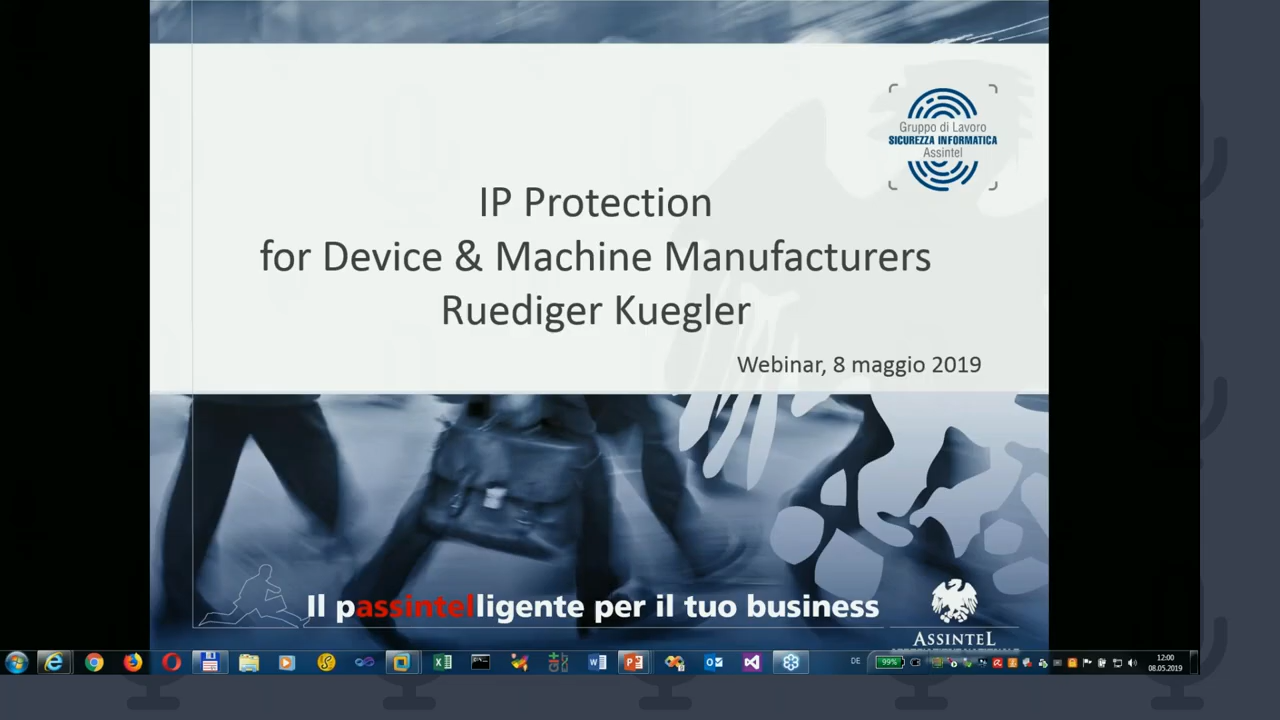 Gruppo di Lavoro
SICUREZZA INFORMATICA
Assintel
IP Protection
for Device & Machine Manufacturers
Ruediger Kuegler
Webinar, 8 maggio 2019
Il passintelligente per il tuo business
ASSINTEL
DE
99%
12:00
08.05.2019